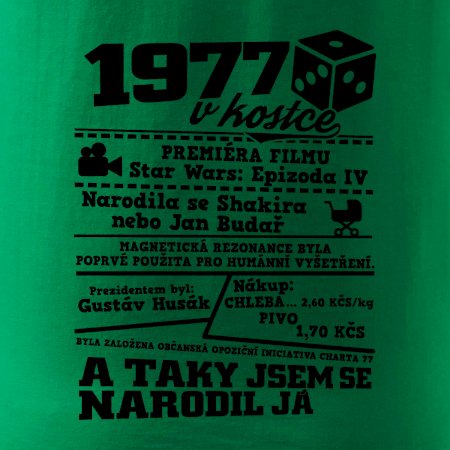 1977
v kostce
PREMIÉRA FILMU
Star Wars: Epizoda IV
Narodila se Shakira
nebo Jan Budař
MAGNETICKÁ REZONANCE BYLA
POPRVÉ POUŽITA PRO HUMÁNNÍ VYŠETŘENÍ.
Prezidentem byl:
Gustáv Husák
Nákup:
CHLEBA... 2,60 KČS/kg
PIVO
1,70 KČS
BYLA ZALOŽENA OBČANSKÁ OPOZIČNÍ INICIATIVA CHARTA 77
A TAKY JSEM SE
NARODIL JÁ